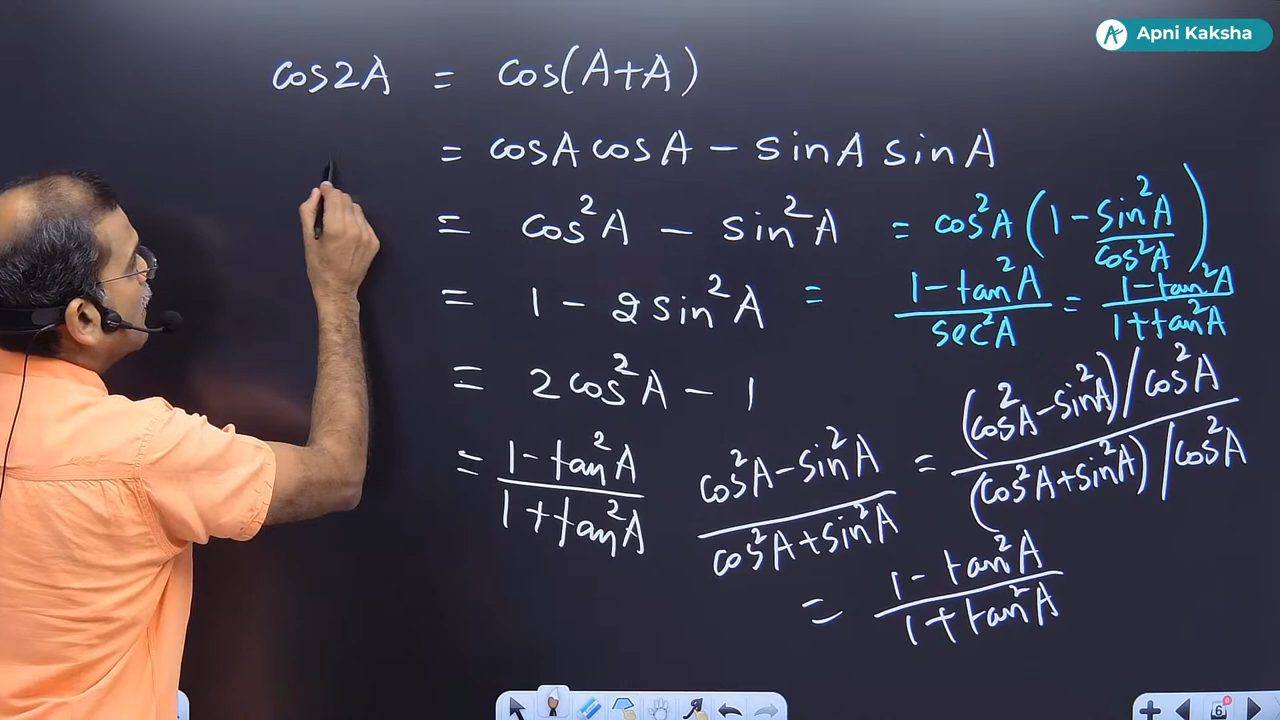 Apni Kaksha
cos2A = cos(A+A)
= cosA cosA - sinA sinA
= cos²A - sin²A = cos²A (1 - sin²A/cos²A)
= 1 - 2sin²A = (1-tan²A)/(sec²A) = (1-tan²A)/(1+tan²A)
= 2cos²A - 1
= (1-tan²A)/(1+tan²A) (cos²A-sin²A)/(cos²A+sin²A) = ((cos²A-sin²A)/cos²A)/((cos²A+sin²A)/cos²A)
= (1-tan²A)/(1+tan²A)
6